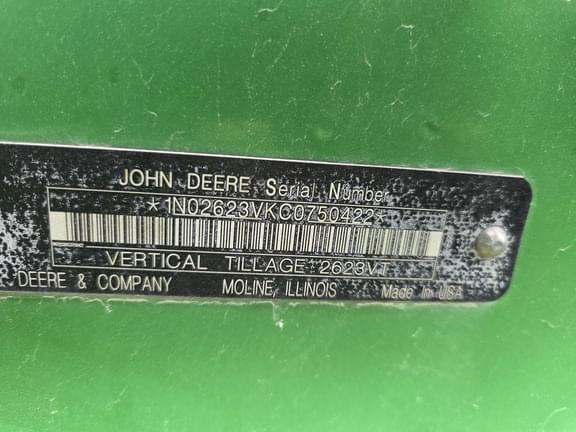 JOHN DEERE Serial Number
*1N02623VKC0750422*
VERTICAL TILLAGE 2623VT
DEERE & COMPANY MOLINE, ILLINOIS Made in USA